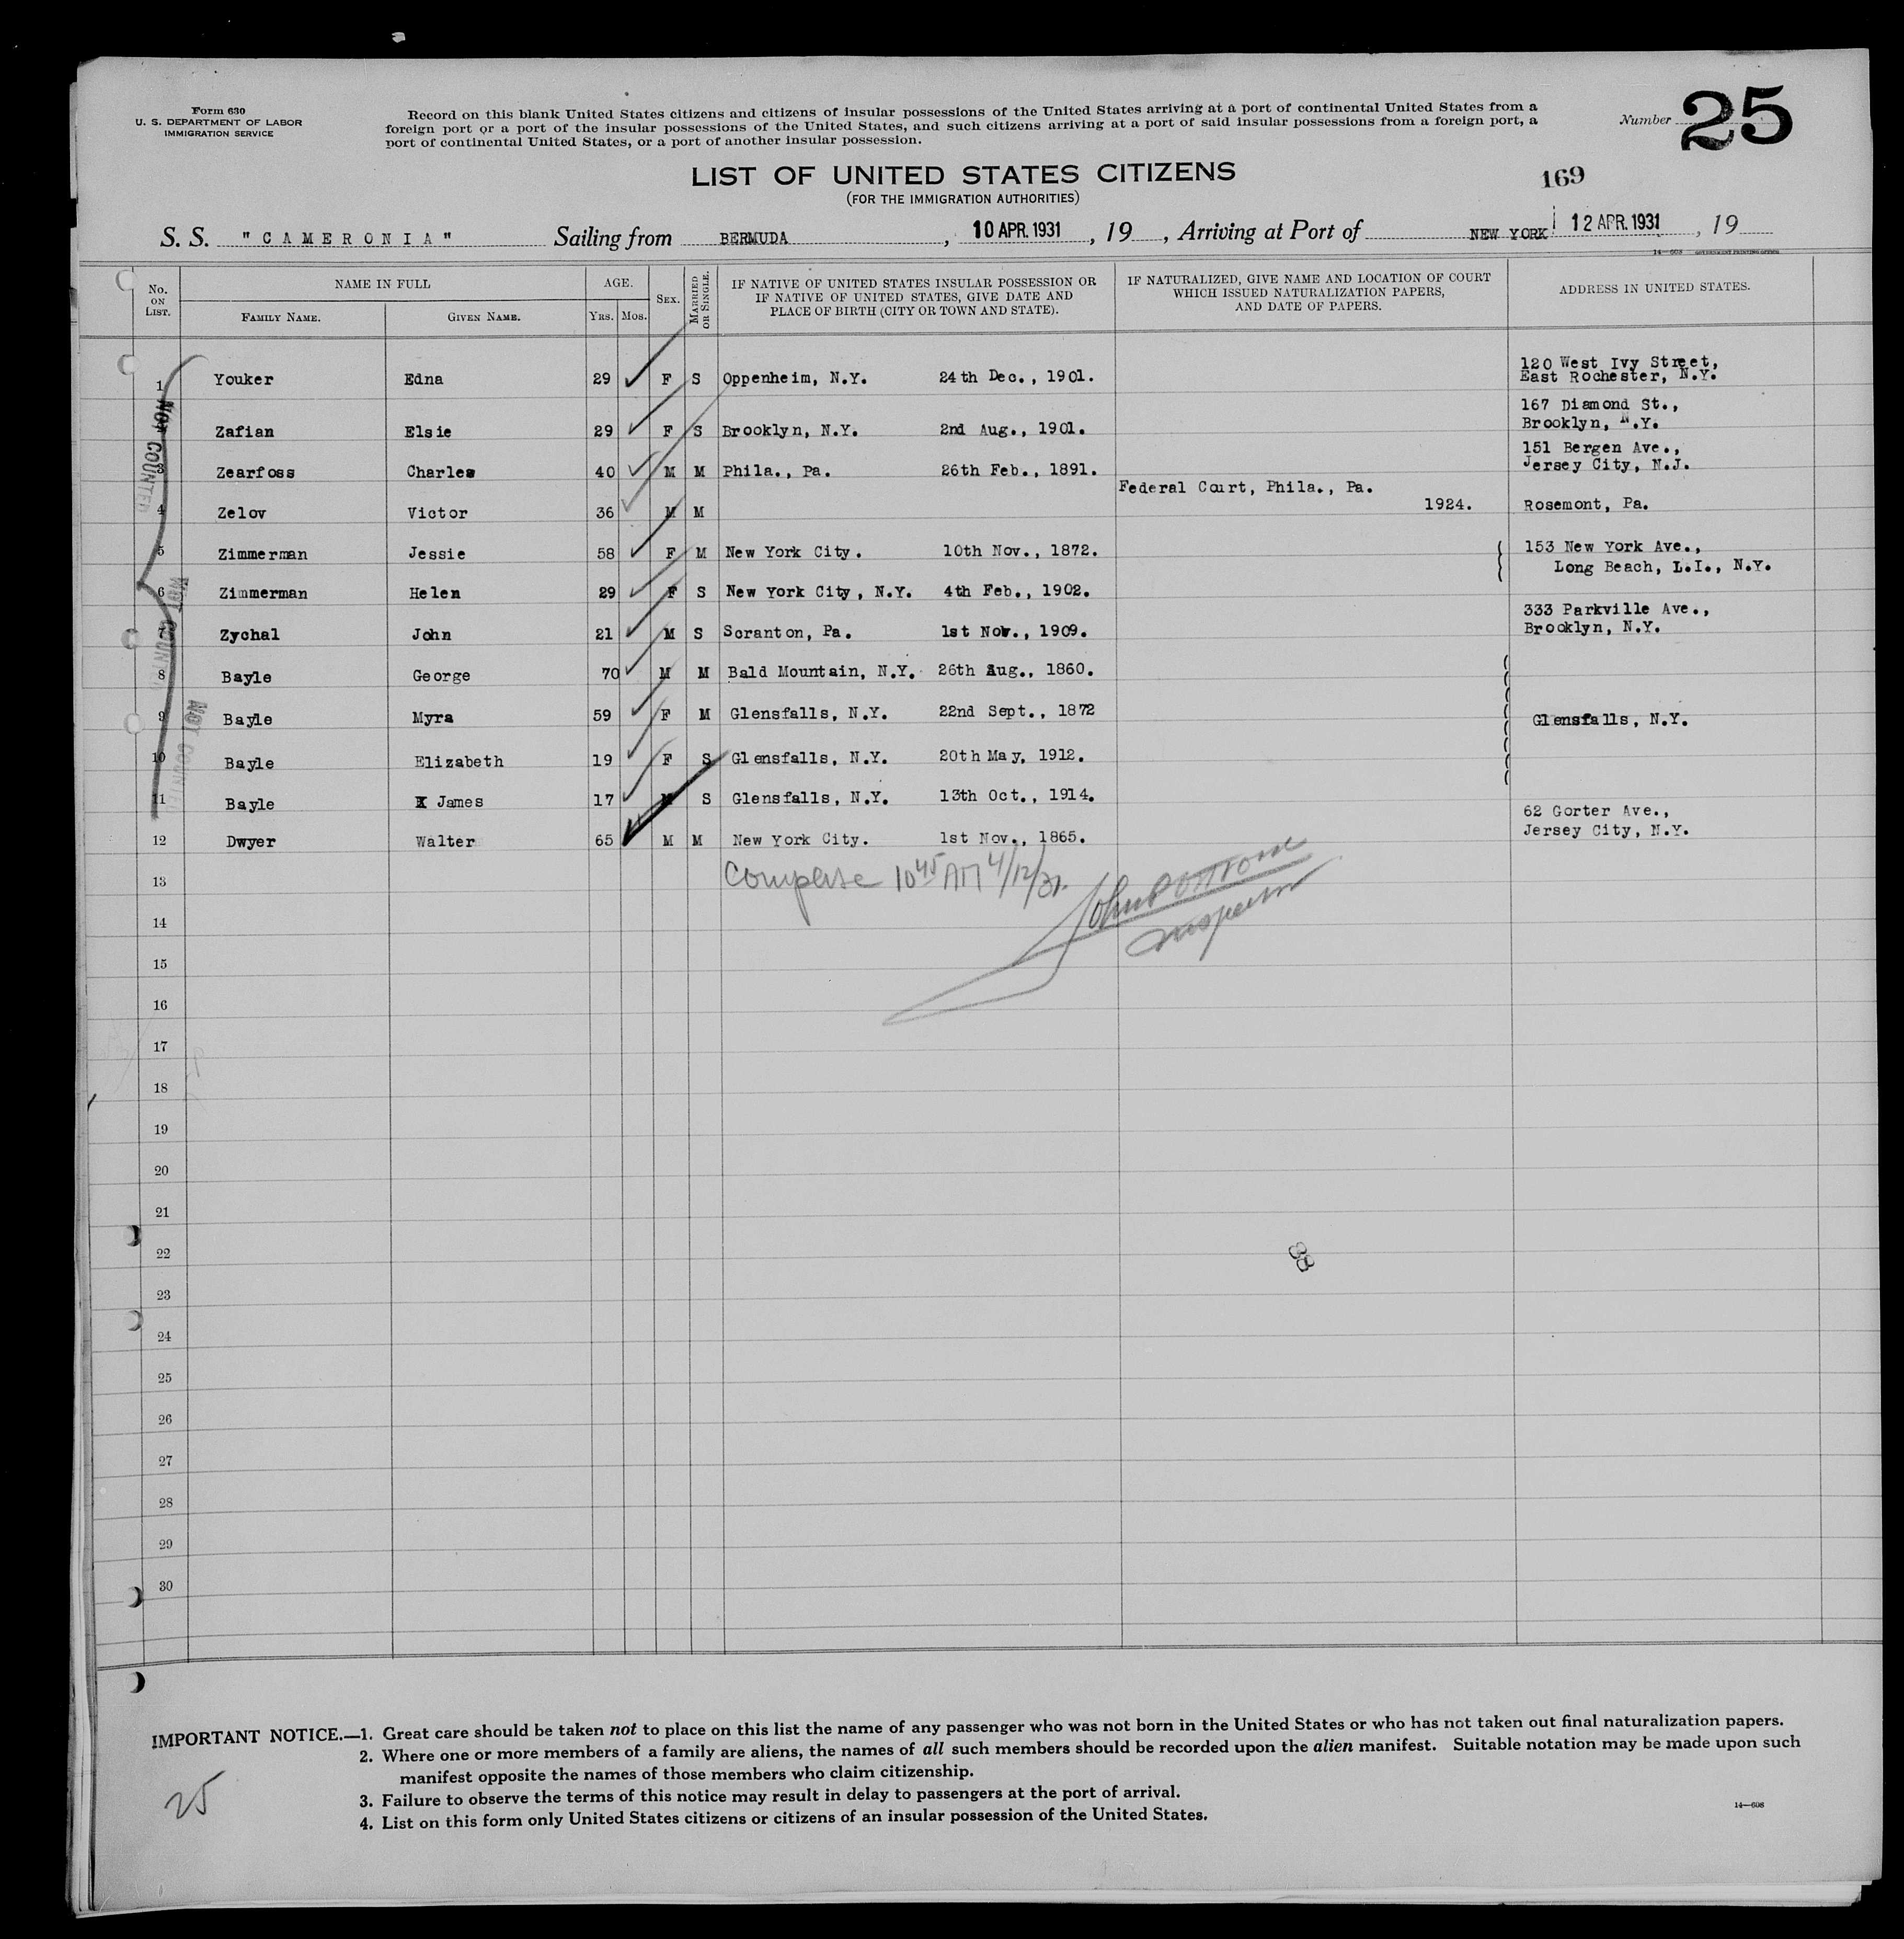 Form 630
U. S. DEPARTMENT OF LABOR
IMMIGRATION SERVICE
Record on this blank United States citizens and citizens of insular possessions of the United States arriving at a port of continental United States from a
foreign port or a port of the insular possessions of the United States, and such citizens arriving at a port of said insular possessions from a foreign port, a
port of continental United States, or a port of another insular possession.
Number 25
LIST OF UNITED STATES CITIZENS
(FOR THE IMMIGRATION AUTHORITIES)
169
S. S. "CAMERONIA" Sailing from BERMUDA, 10 APR. 1931, 19, Arriving at Port of NEW YORK 12 APR. 1931, 19
14—608 GOVERNMENT PRINTING OFFICE
No. ON LIST. NAME IN FULL AGE. SEX. MARRIED OR SINGLE. IF NATIVE OF UNITED STATES INSULAR POSSESSION OR IF NATIVE OF UNITED STATES, GIVE DATE AND PLACE OF BIRTH (CITY OR TOWN AND STATE). IF NATURALIZED, GIVE NAME AND LOCATION OF COURT WHICH ISSUED NATURALIZATION PAPERS, AND DATE OF PAPERS. ADDRESS IN UNITED STATES.
FAMILY NAME. GIVEN NAME. YRS. MOS.
1 Youker Edna 29 F S Oppenheim, N.Y. 24th Dec., 1901. 120 West Ivy Street, East Rochester, N.Y.
Zafian Elsie 29 F S Brooklyn, N.Y. 2nd Aug., 1901. 167 Diamond St., Brooklyn, N.Y.
3 Zearfoss Charles 40 M M Phila., Pa. 26th Feb., 1891. 151 Bergen Ave., Jersey City, N.J.
4 Zelov Victor 36 M M Federal Court, Phila., Pa. 1924. Rosemont, Pa.
5 Zimmerman Jessie 58 F M New York City. 10th Nov., 1872. 153 New York Ave.,
Long Beach, L.I., N.Y.
6 Zimmerman Helen 29 F S New York City, N.Y. 4th Feb., 1902.
7 Zychal John 21 M S Scranton, Pa. 1st Nov., 1909. 333 Parkville Ave., Brooklyn, N.Y.
8 Bayle George 70 M M Bald Mountain, N.Y. 26th Aug., 1860.
9 Bayle Myra 59 F M Glensfalls, N.Y. 22nd Sept., 1872 Glensfalls, N.Y.
10 Bayle Elizabeth 19 F S Glensfalls, N.Y. 20th May, 1912.
11 Bayle James 17 M S Glensfalls, N.Y. 13th Oct., 1914.
12 Dwyer Walter 65 M M New York City. 1st Nov., 1865. 62 Gorter Ave., Jersey City, N.Y.
NOT COUNTED
NOT COUNTED
NOT COUNTED
13 10 45 AM 4/12/31.
John
Inspector
14
15
16
17
18
19
20
21
22
23
24
25
26
27
28
29
30
IMPORTANT NOTICE.—1. Great care should be taken not to place on this list the name of any passenger who was not born in the United States or who has not taken out final naturalization papers.
2. Where one or more members of a family are aliens, the names of all such members should be recorded upon the alien manifest. Suitable notation may be made upon such
manifest opposite the names of those members who claim citizenship.
3. Failure to observe the terms of this notice may result in delay to passengers at the port of arrival.
4. List on this form only United States citizens or citizens of an insular possession of the United States.
25
14—608